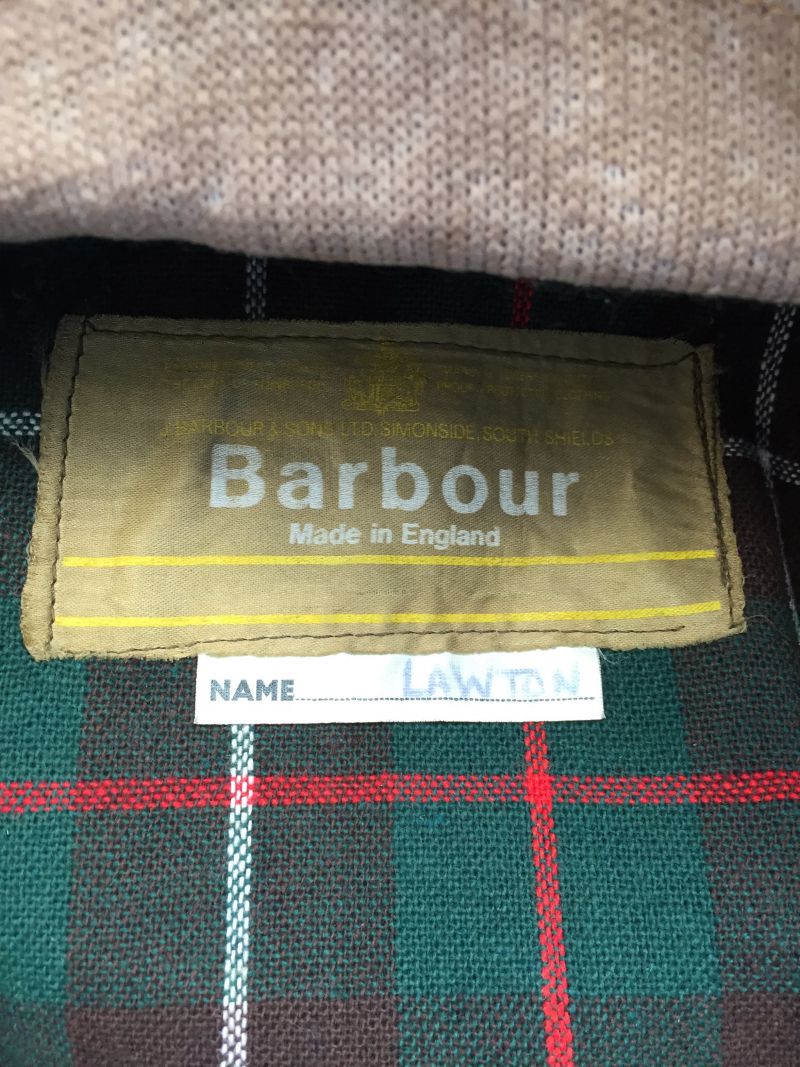 J. BARBOUR & SONS LTD. SIMONSIDE, SOUTH SHIELDS
Barbour
Made in England
NAME LAWTON